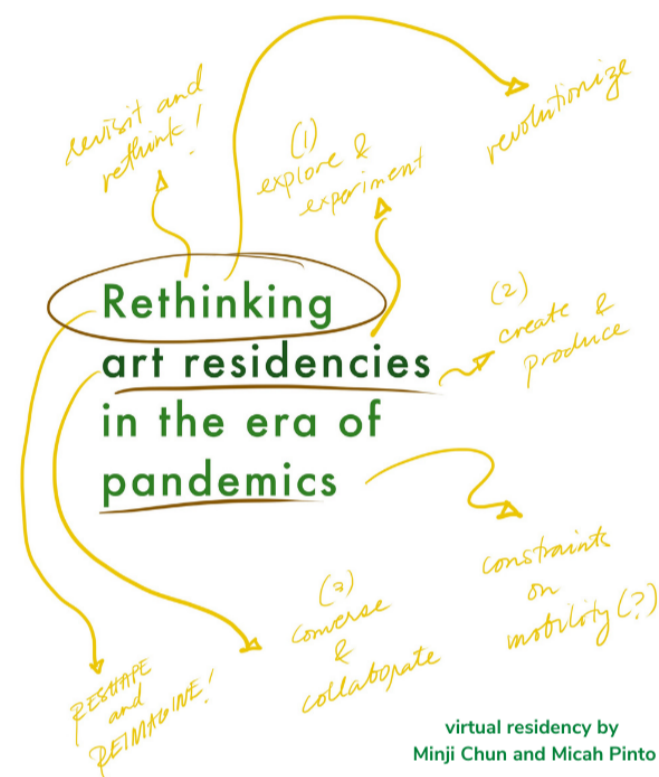 revisit and
rethink!
(1)
explore &
experiment
revolutionize
Rethinking
art residencies
in the era of
pandemics
(2)
create &
produce
constraints
on
mobility (?)
(3)
converse
&
collaborate
RESHAPE
and
REIMAGINE!
virtual residency by
Minji Chun and Micah Pinto